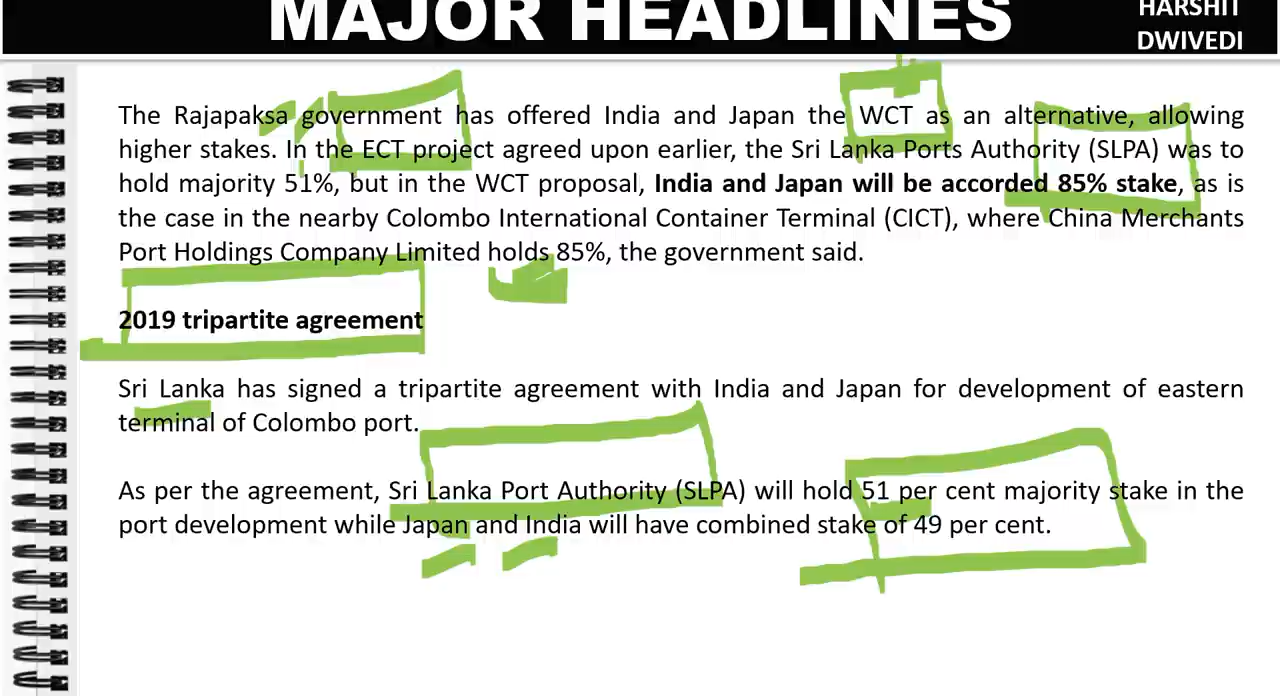 MAJOR HEADLINES
HARSHIT
DWIVEDI
The Rajapaksa government has offered India and Japan the WCT as an alternative, allowing
higher stakes. In the ECT project agreed upon earlier, the Sri Lanka Ports Authority (SLPA) was to
hold majority 51%, but in the WCT proposal, India and Japan will be accorded 85% stake, as is
the case in the nearby Colombo International Container Terminal (CICT), where China Merchants
Port Holdings Company Limited holds 85%, the government said.
2019 tripartite agreement
Sri Lanka has signed a tripartite agreement with India and Japan for development of eastern
terminal of Colombo port.
As per the agreement, Sri Lanka Port Authority (SLPA) will hold 51 per cent majority stake in the
port development while Japan and India will have combined stake of 49 per cent.